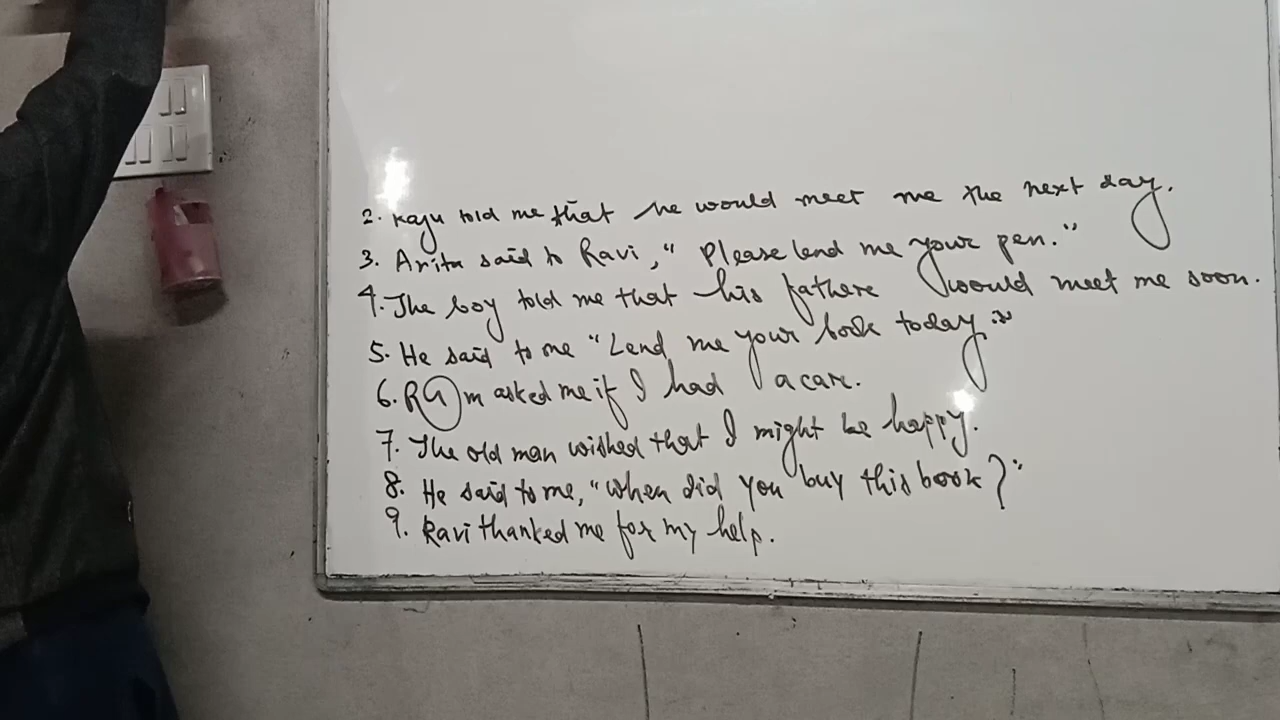 2. Raju told me that he would meet me the next day.
3. Arita said to Ravi, "Please lend me your pen."
4. The boy told me that his fathere would meet me soon.
5. He said to me "Lend me your book today."
6. Ram asked me if I had a car.
7. The old man wished that I might be happy.
8. He said to me, "When did you buy this book?"
9. Ravi thanked me for my help.